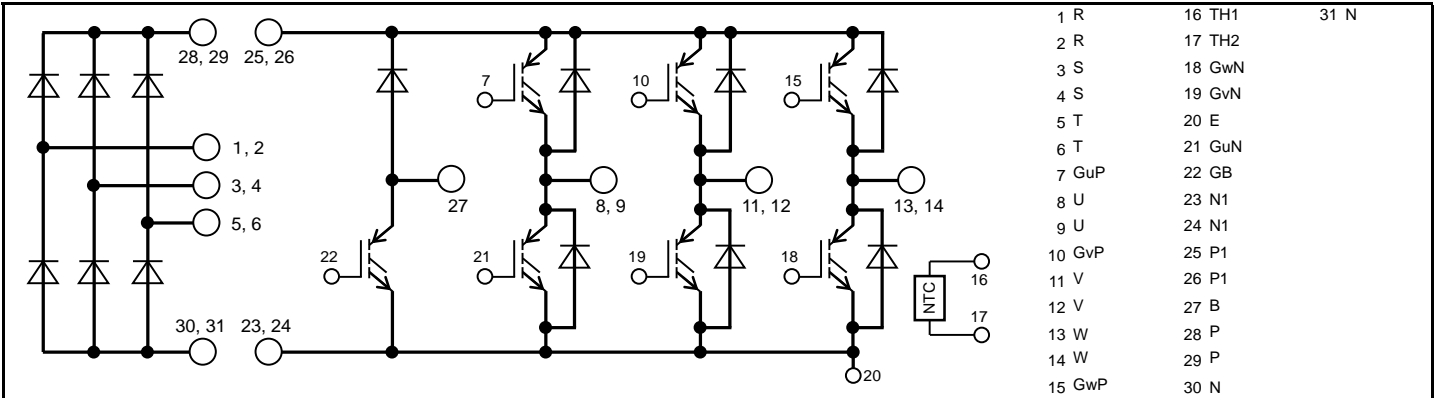 28, 29
25, 26
1, 2
3, 4
5, 6
30, 31
23, 24
27
22
7
8, 9
21
10
11, 12
19
15
13, 14
18
20
NTC
16
17
1 R
2 R
3 S
4 S
5 T
6 T
7 GuP
8 U
9 U
10 GvP
11 V
12 V
13 W
14 W
15 GwP
16 TH1
17 TH2
18 GwN
19 GvN
20 E
21 GuN
22 GB
23 N1
24 N1
25 P1
26 P1
27 B
28 P
29 P
30 N
31 N